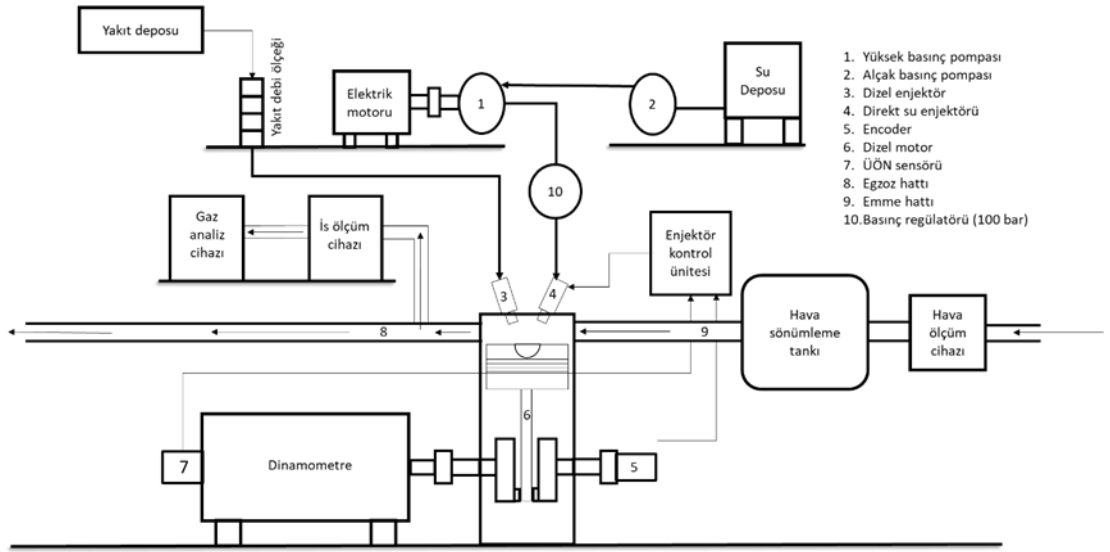 Yakıt deposu
Yakıt debi ölçeği
Elektrik
motoru
1
2
Su
Deposu
1. Yüksek basınç pompası
2. Alçak basınç pompası
3. Dizel enjektör
4. Direkt su enjektörü
5. Encoder
6. Dizel motor
7. ÜÖN sensörü
8. Egzoz hattı
9. Emme hattı
10.Basınç regülatörü (100 bar)
10
Gaz
analiz
cihazı
İs ölçüm
cihazı
Enjektör
kontrol
ünitesi
3
4
8
9
Hava
sönümleme
tankı
Hava
ölçüm
cihazı
6
7
Dinamometre
5